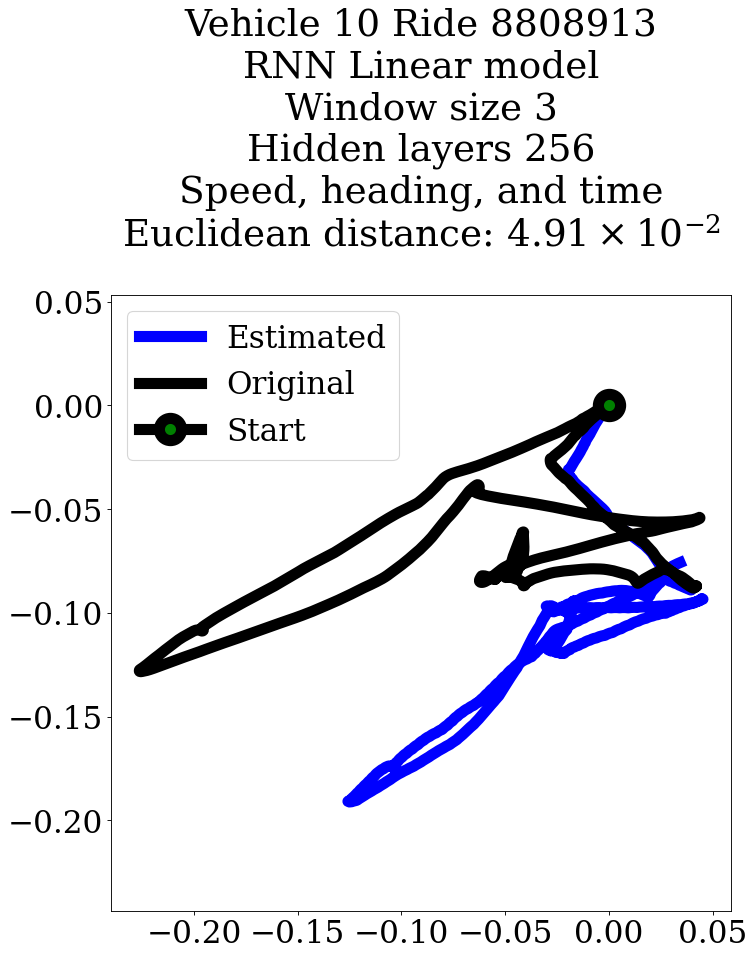 Vehicle 10 Ride 8808913
RNN Linear model
Window size 3
Hidden layers 256
Speed, heading, and time
Euclidean distance: 4.91 × 10⁻²
0.05
0.00
−0.05
−0.10
−0.15
−0.20
Estimated
Original
Start
−0.20 −0.15 −0.10 −0.05 0.00 0.05